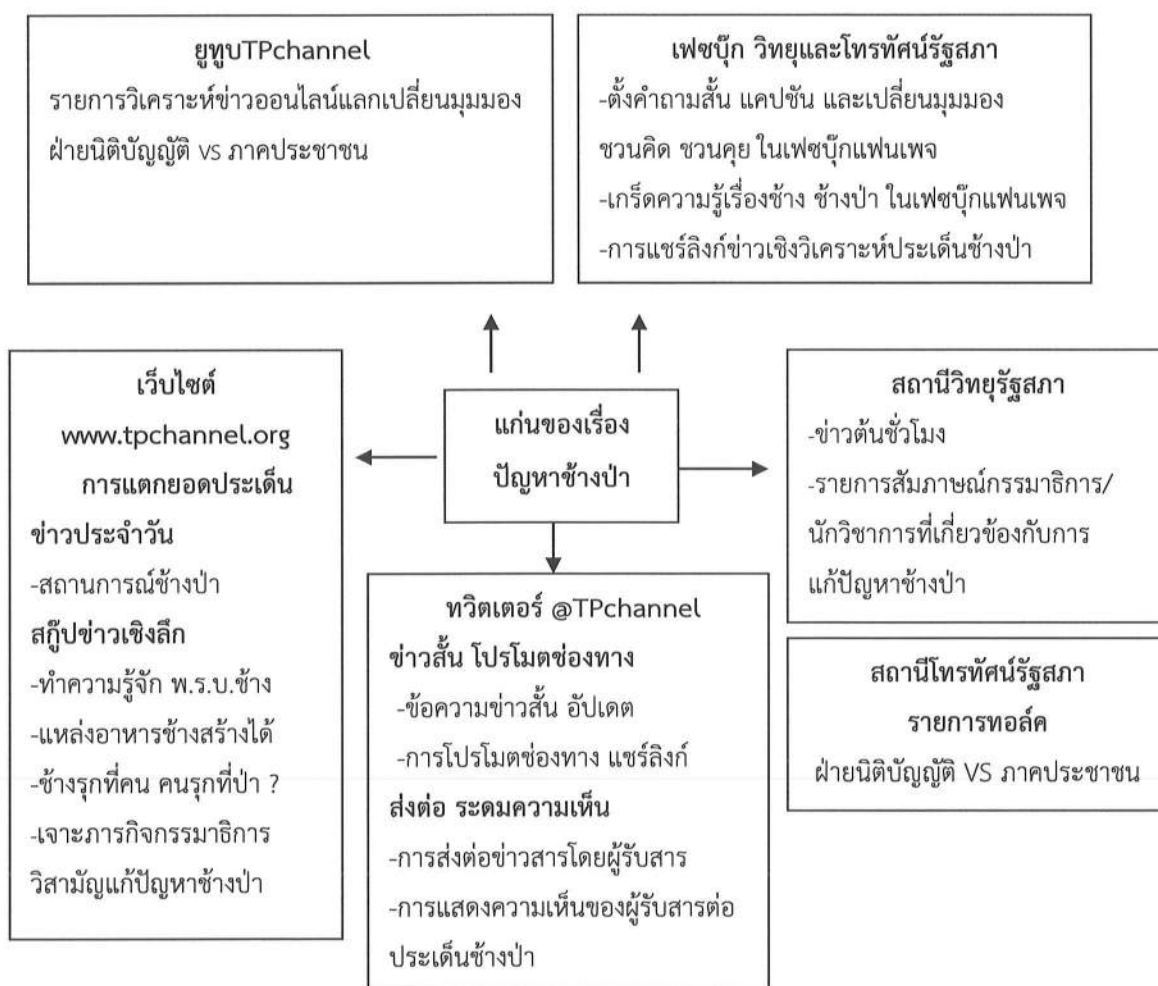 ยูทูบTPchannel
รายการวิเคราะห์ข่าวออนไลน์แลกเปลี่ยนมุมมอง
ฝ่ายนิติบัญญัติ vs ภาคประชาชน
เฟซบุ๊ก วิทยุและโทรทัศน์รัฐสภา
-ตั้งคำถามสั้น แคปชัน และเปลี่ยนมุมมอง
ชวนคิด ชวนคุย ในเฟซบุ๊กแฟนเพจ
-เกร็ดความรู้เรื่องช้าง ช้างป่า ในเฟซบุ๊กแฟนเพจ
-การแชร์ลิงก์ข่าวเชิงวิเคราะห์ประเด็นช้างป่า
เว็บไซต์
www.tpchannel.org
การแตกยอดประเด็น
ข่าวประจำวัน
-สถานการณ์ช้างป่า
สกู๊ปข่าวเชิงลึก
-ทำความรู้จัก พ.ร.บ.ช้าง
-แหล่งอาหารช้างสร้างได้
-ช้างรุกที่คน คนรุกที่ป่า ?
-เจาะภารกิจกรรมาธิการ
วิสามัญแก้ปัญหาช้างป่า
แก่นของเรื่อง
ปัญหาช้างป่า
ทวิตเตอร์ @TPchannel
ข่าวสั้น โปรโมตช่องทาง
-ข้อความข่าวสั้น อัปเดต
-การโปรโมตช่องทาง แชร์ลิงก์
ส่งต่อ ระดมความเห็น
-การส่งต่อข่าวสารโดยผู้รับสาร
-การแสดงความเห็นของผู้รับสารต่อ
ประเด็นช้างป่า
สถานีวิทยุรัฐสภา
-ข่าวต้นชั่วโมง
-รายการสัมภาษณ์กรรมาธิการ/
นักวิชาการที่เกี่ยวข้องกับการ
แก้ปัญหาช้างป่า
สถานีโทรทัศน์รัฐสภา
รายการทอล์ค
ฝ่ายนิติบัญญัติ VS ภาคประชาชน